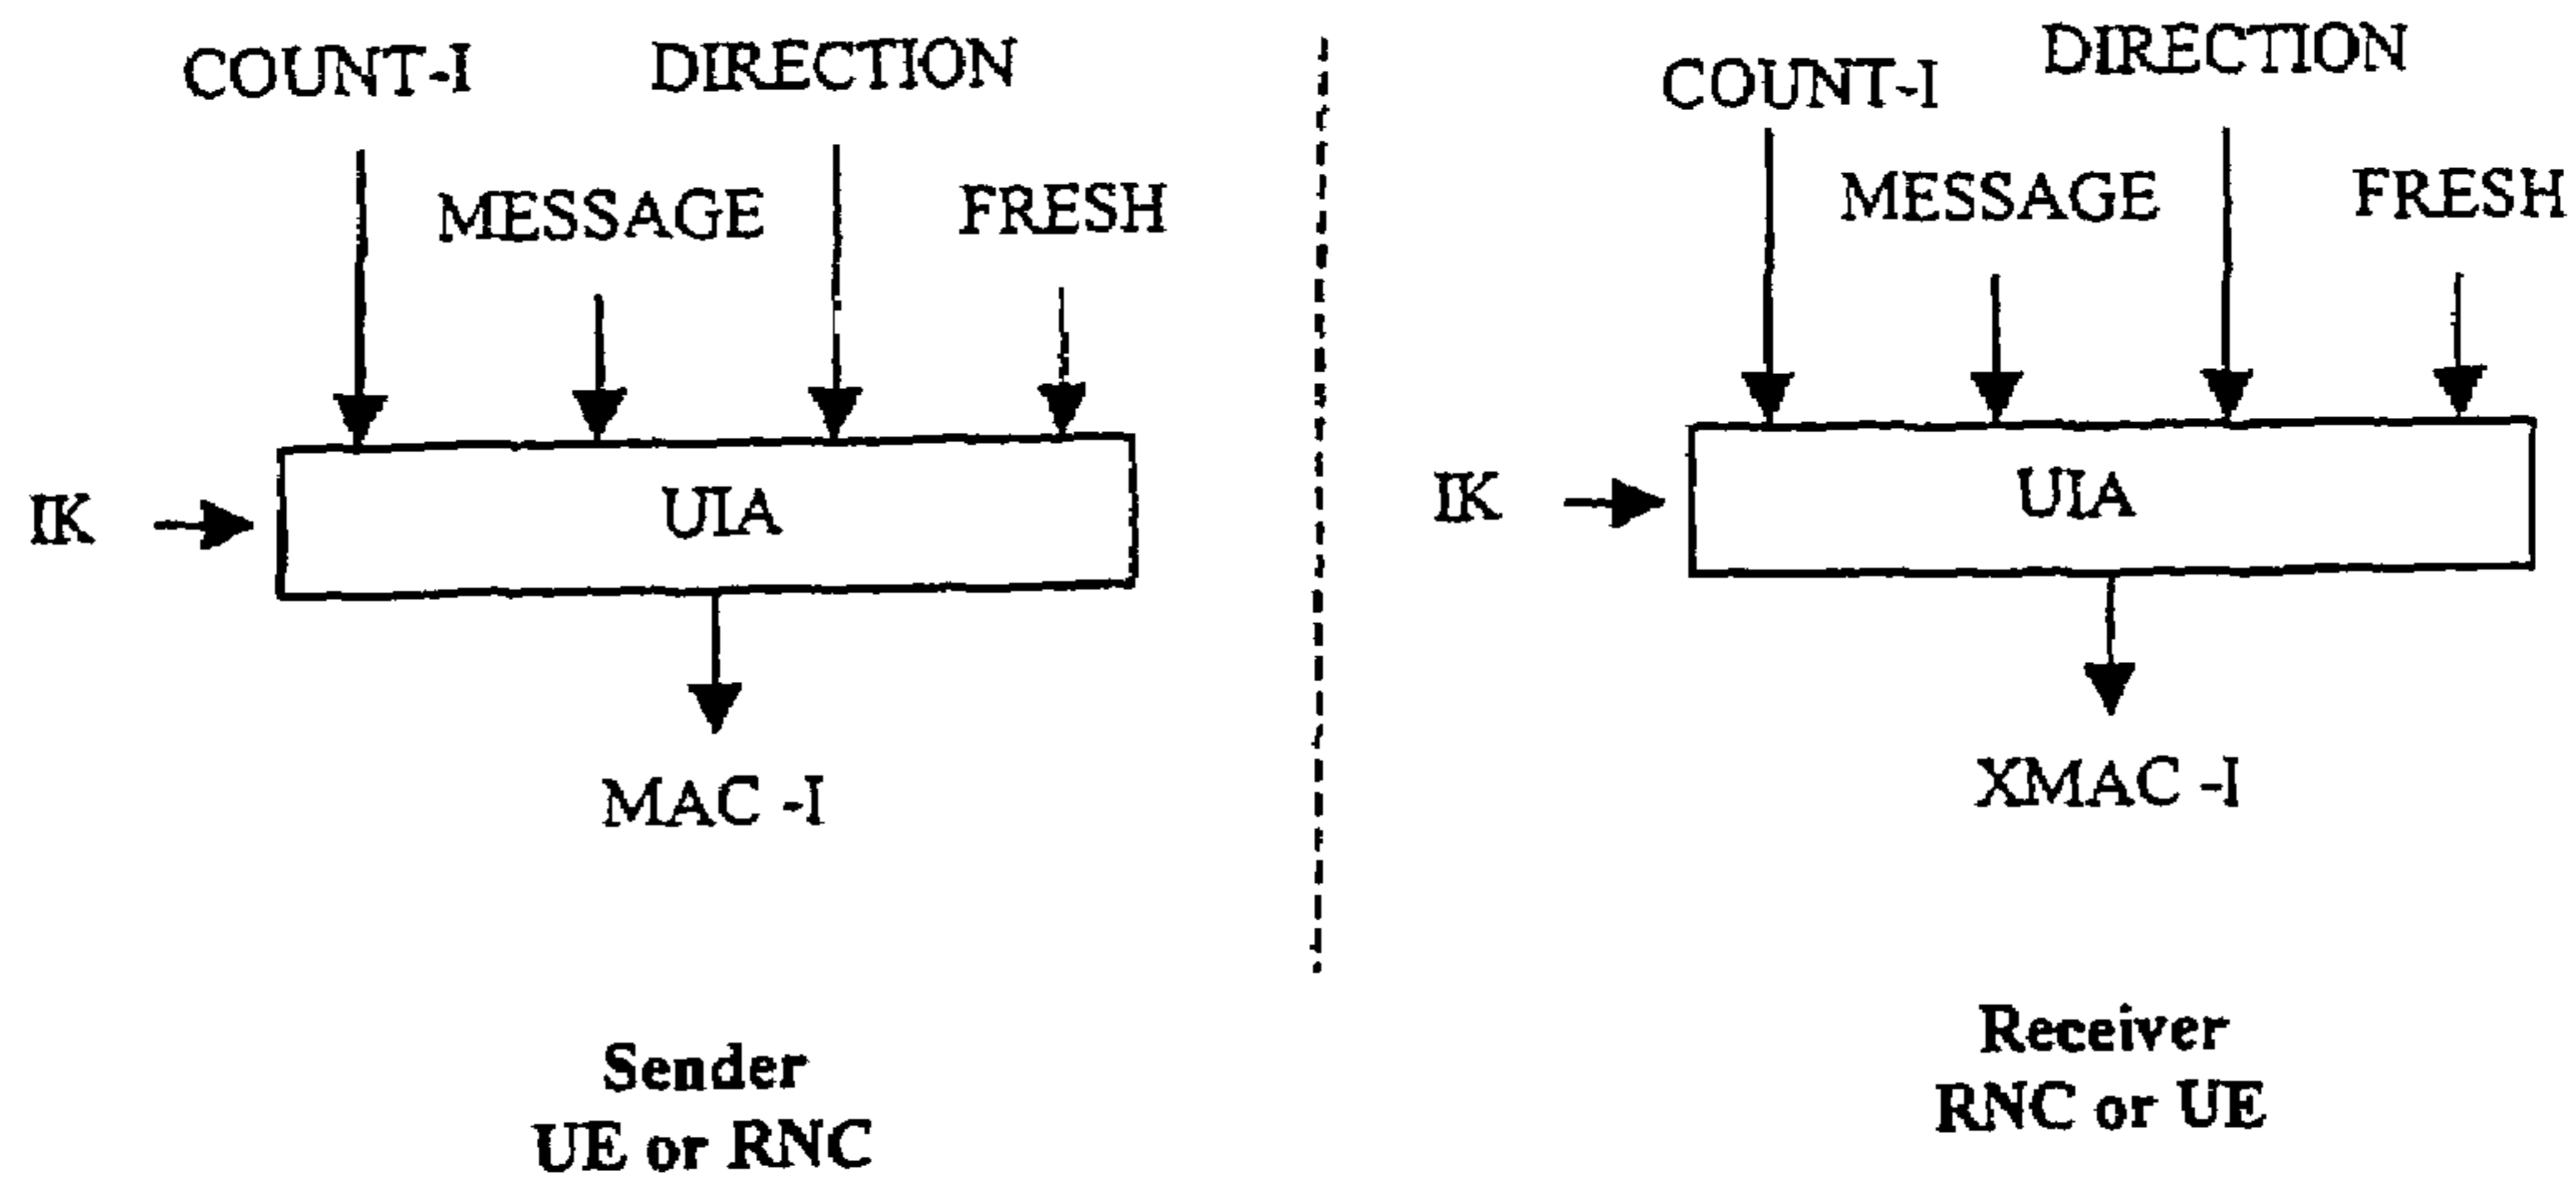 COUNT-I DIRECTION
MESSAGE FRESH
IK UIA
MAC -I
Sender
UE or RNC
COUNT-I DIRECTION
MESSAGE FRESH
IK UIA
XMAC -I
Receiver
RNC or UE